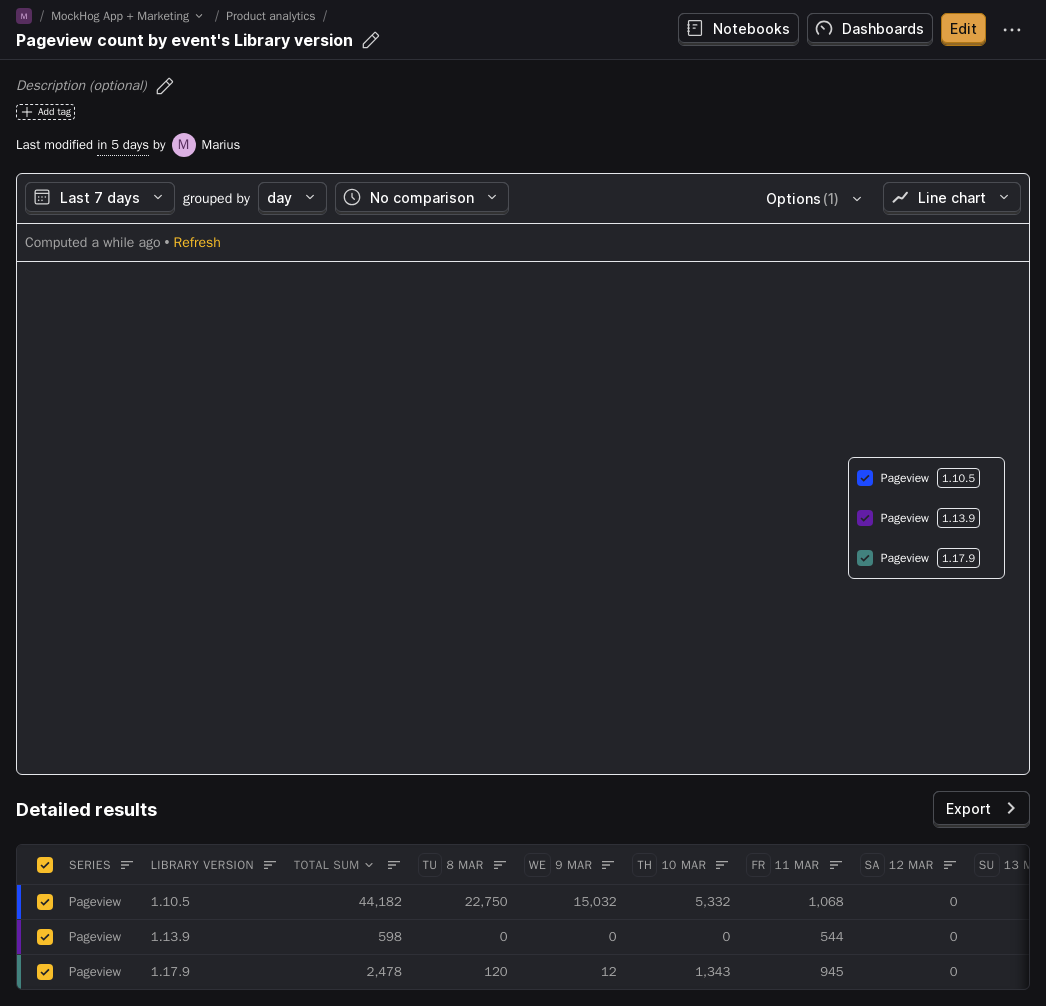 M / MockHog App + Marketing / Product analytics /
Pageview count by event's Library version
Notebooks
Dashboards
Edit
Description (optional)
Add tag
Last modified in 5 days by M Marius
Last 7 days grouped by day No comparison Options (1) Line chart
Computed a while ago • Refresh
Pageview 1.10.5
Pageview 1.13.9
Pageview 1.17.9
Detailed results
Export
SERIES LIBRARY VERSION TOTAL SUM TU 8 MAR WE 9 MAR TH 10 MAR FR 11 MAR SA 12 MAR SU 13
Pageview 1.10.5 44,182 22,750 15,032 5,332 1,068 0
Pageview 1.13.9 598 0 0 0 544 0
Pageview 1.17.9 2,478 120 12 1,343 945 0